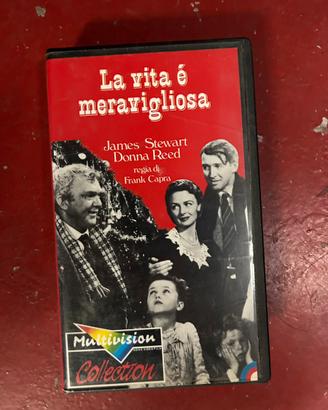 La vita é
meravigliosa
James Stewart
Donna Reed
regia di
Frank Capra
Multivision
Collection